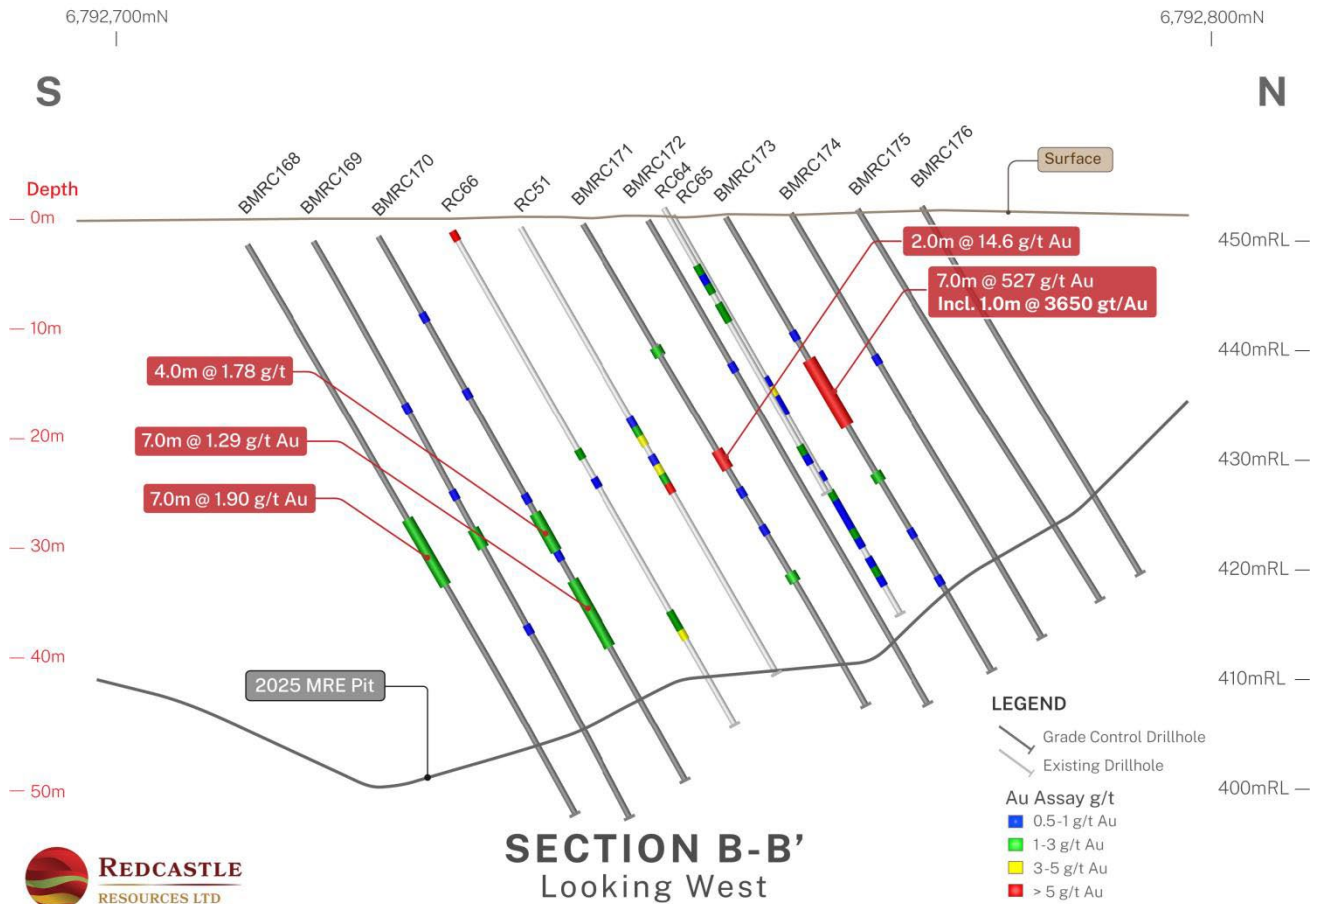 6,792,700mN
6,792,800mN
S
N
BMRC168
BMRC169
BMRC170
RC66
RC51
BMRC171
BMRC172
RC64
RC65
BMRC173
BMRC174
BMRC175
BMRC176
Surface
Depth
0m
10m
20m
30m
40m
50m
450mRL
440mRL
430mRL
420mRL
410mRL
400mRL
2.0m @ 14.6 g/t Au
7.0m @ 527 g/t Au
Incl. 1.0m @ 3650 gt/Au
4.0m @ 1.78 g/t
7.0m @ 1.29 g/t Au
7.0m @ 1.90 g/t Au
2025 MRE Pit
LEGEND
Grade Control Drillhole
Existing Drillhole
Au Assay g/t
0.5-1 g/t Au
1-3 g/t Au
3-5 g/t Au
> 5 g/t Au
SECTION B-B’
Looking West
REDCASTLE
RESOURCES LTD